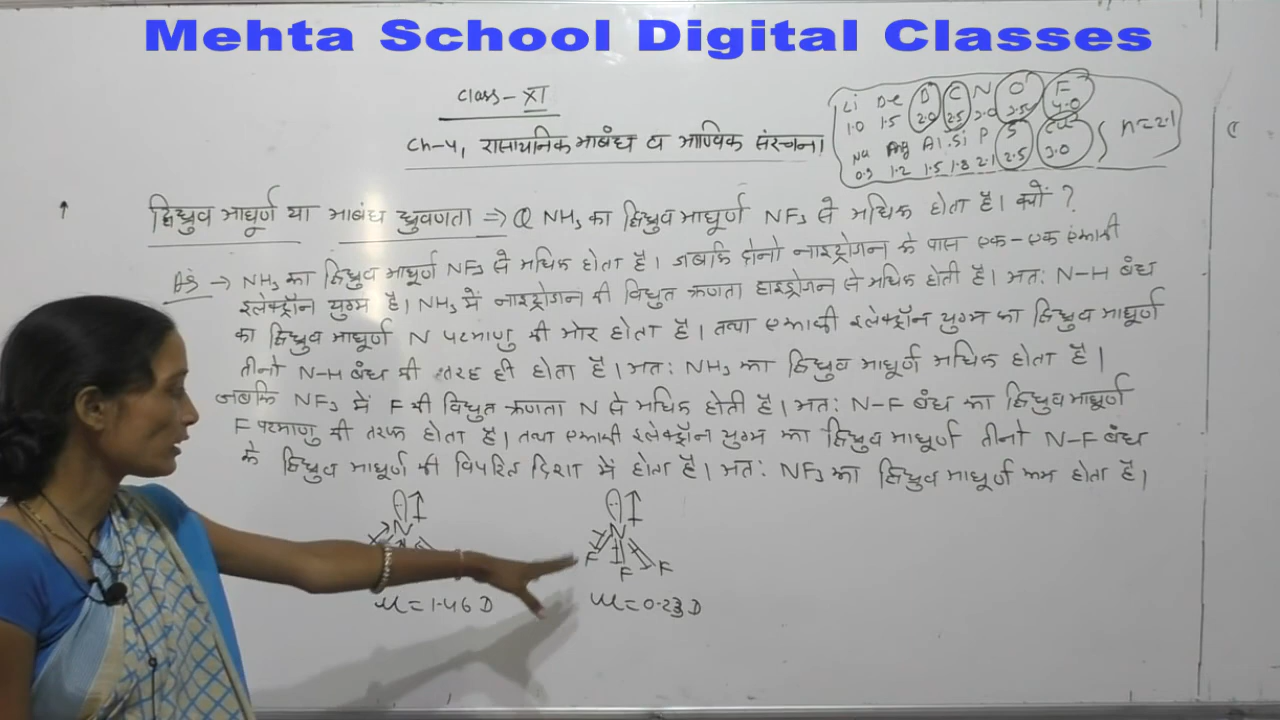 Mehta School Digital Classes
Class- XI
Ch-4, रासायनिक आबंध व आण्विक संरचना।
Li Be B C N O F
1.0 1.5 2.0 2.5 3.0 3.5 4.0
Na Mg Al Si P S Cl
0.9 1.2 1.5 1.8 2.1 2.5 3.0
n=2.1
द्विध्रुव आघूर्ण या आबंध ध्रुवणता ⇒ Q NH3 का द्विध्रुव आघूर्ण NF3 से अधिक होता है। क्यों ?
Ans → NH3 का द्विध्रुव आघूर्ण NF3 से अधिक होता है। जबकि दोनो नाइट्रोजन के पास एक-एक एकाकी
इलेक्ट्रॉन युग्म है। NH3 में नाइट्रोजन की विधुत ऋणता हाइड्रोजन से अधिक होती है। अत: N-H बंध
का द्विध्रुव आघूर्ण N परमाणु की ओर होता है। तथा एकाकी इलेक्ट्रॉन युग्म का द्विध्रुव आघूर्ण
तीनो N-H बंध की तरह ही होता है। अत: NH3 का द्विध्रुव आघूर्ण अधिक होता है।
जबकि NF3 में F की विधुत ऋणता N से अधिक होती है। अत: N-F बंध का द्विध्रुव आघूर्ण
F परमाणु की तरफ होता है। तथा एकाकी इलेक्ट्रॉन युग्म का द्विध्रुव आघूर्ण तीनो N-F बंध
के द्विध्रुव आघूर्ण की विपरित दिशा में होता है। अत: NF3 का द्विध्रुव आघूर्ण कम होता है।
N N
F F F
μ=1.46 D μ=0.23 D